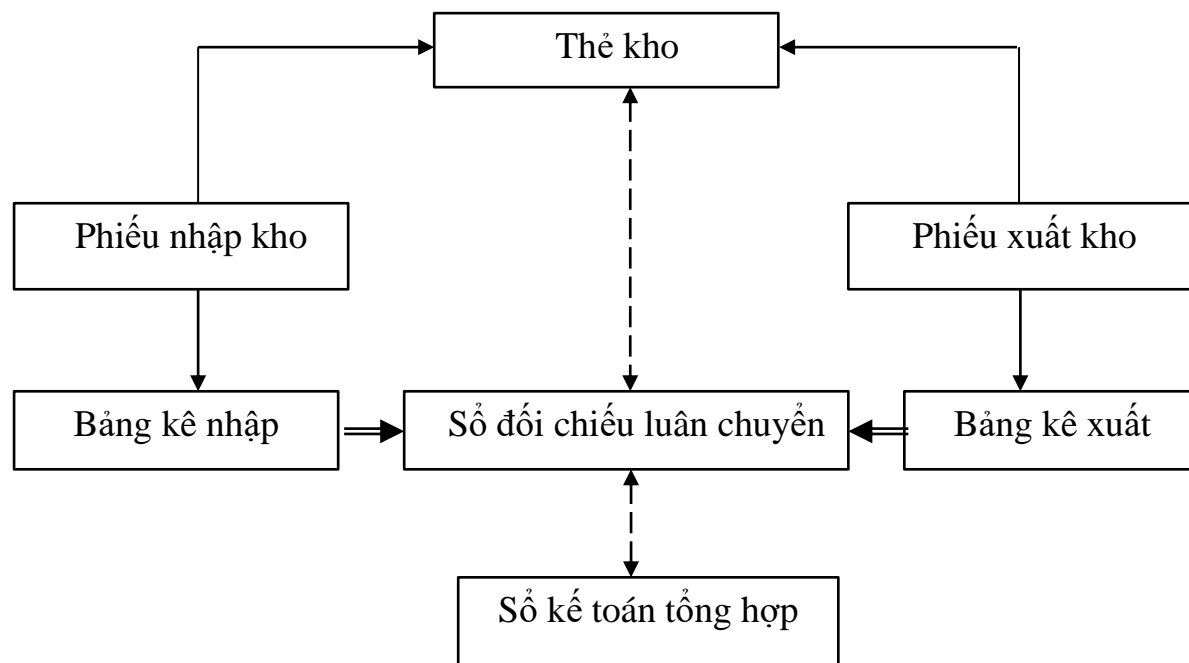 Thẻ kho
Phiếu nhập kho
Phiếu xuất kho
Bảng kê nhập
Sổ đối chiếu luân chuyển
Bảng kê xuất
Sổ kế toán tổng hợp